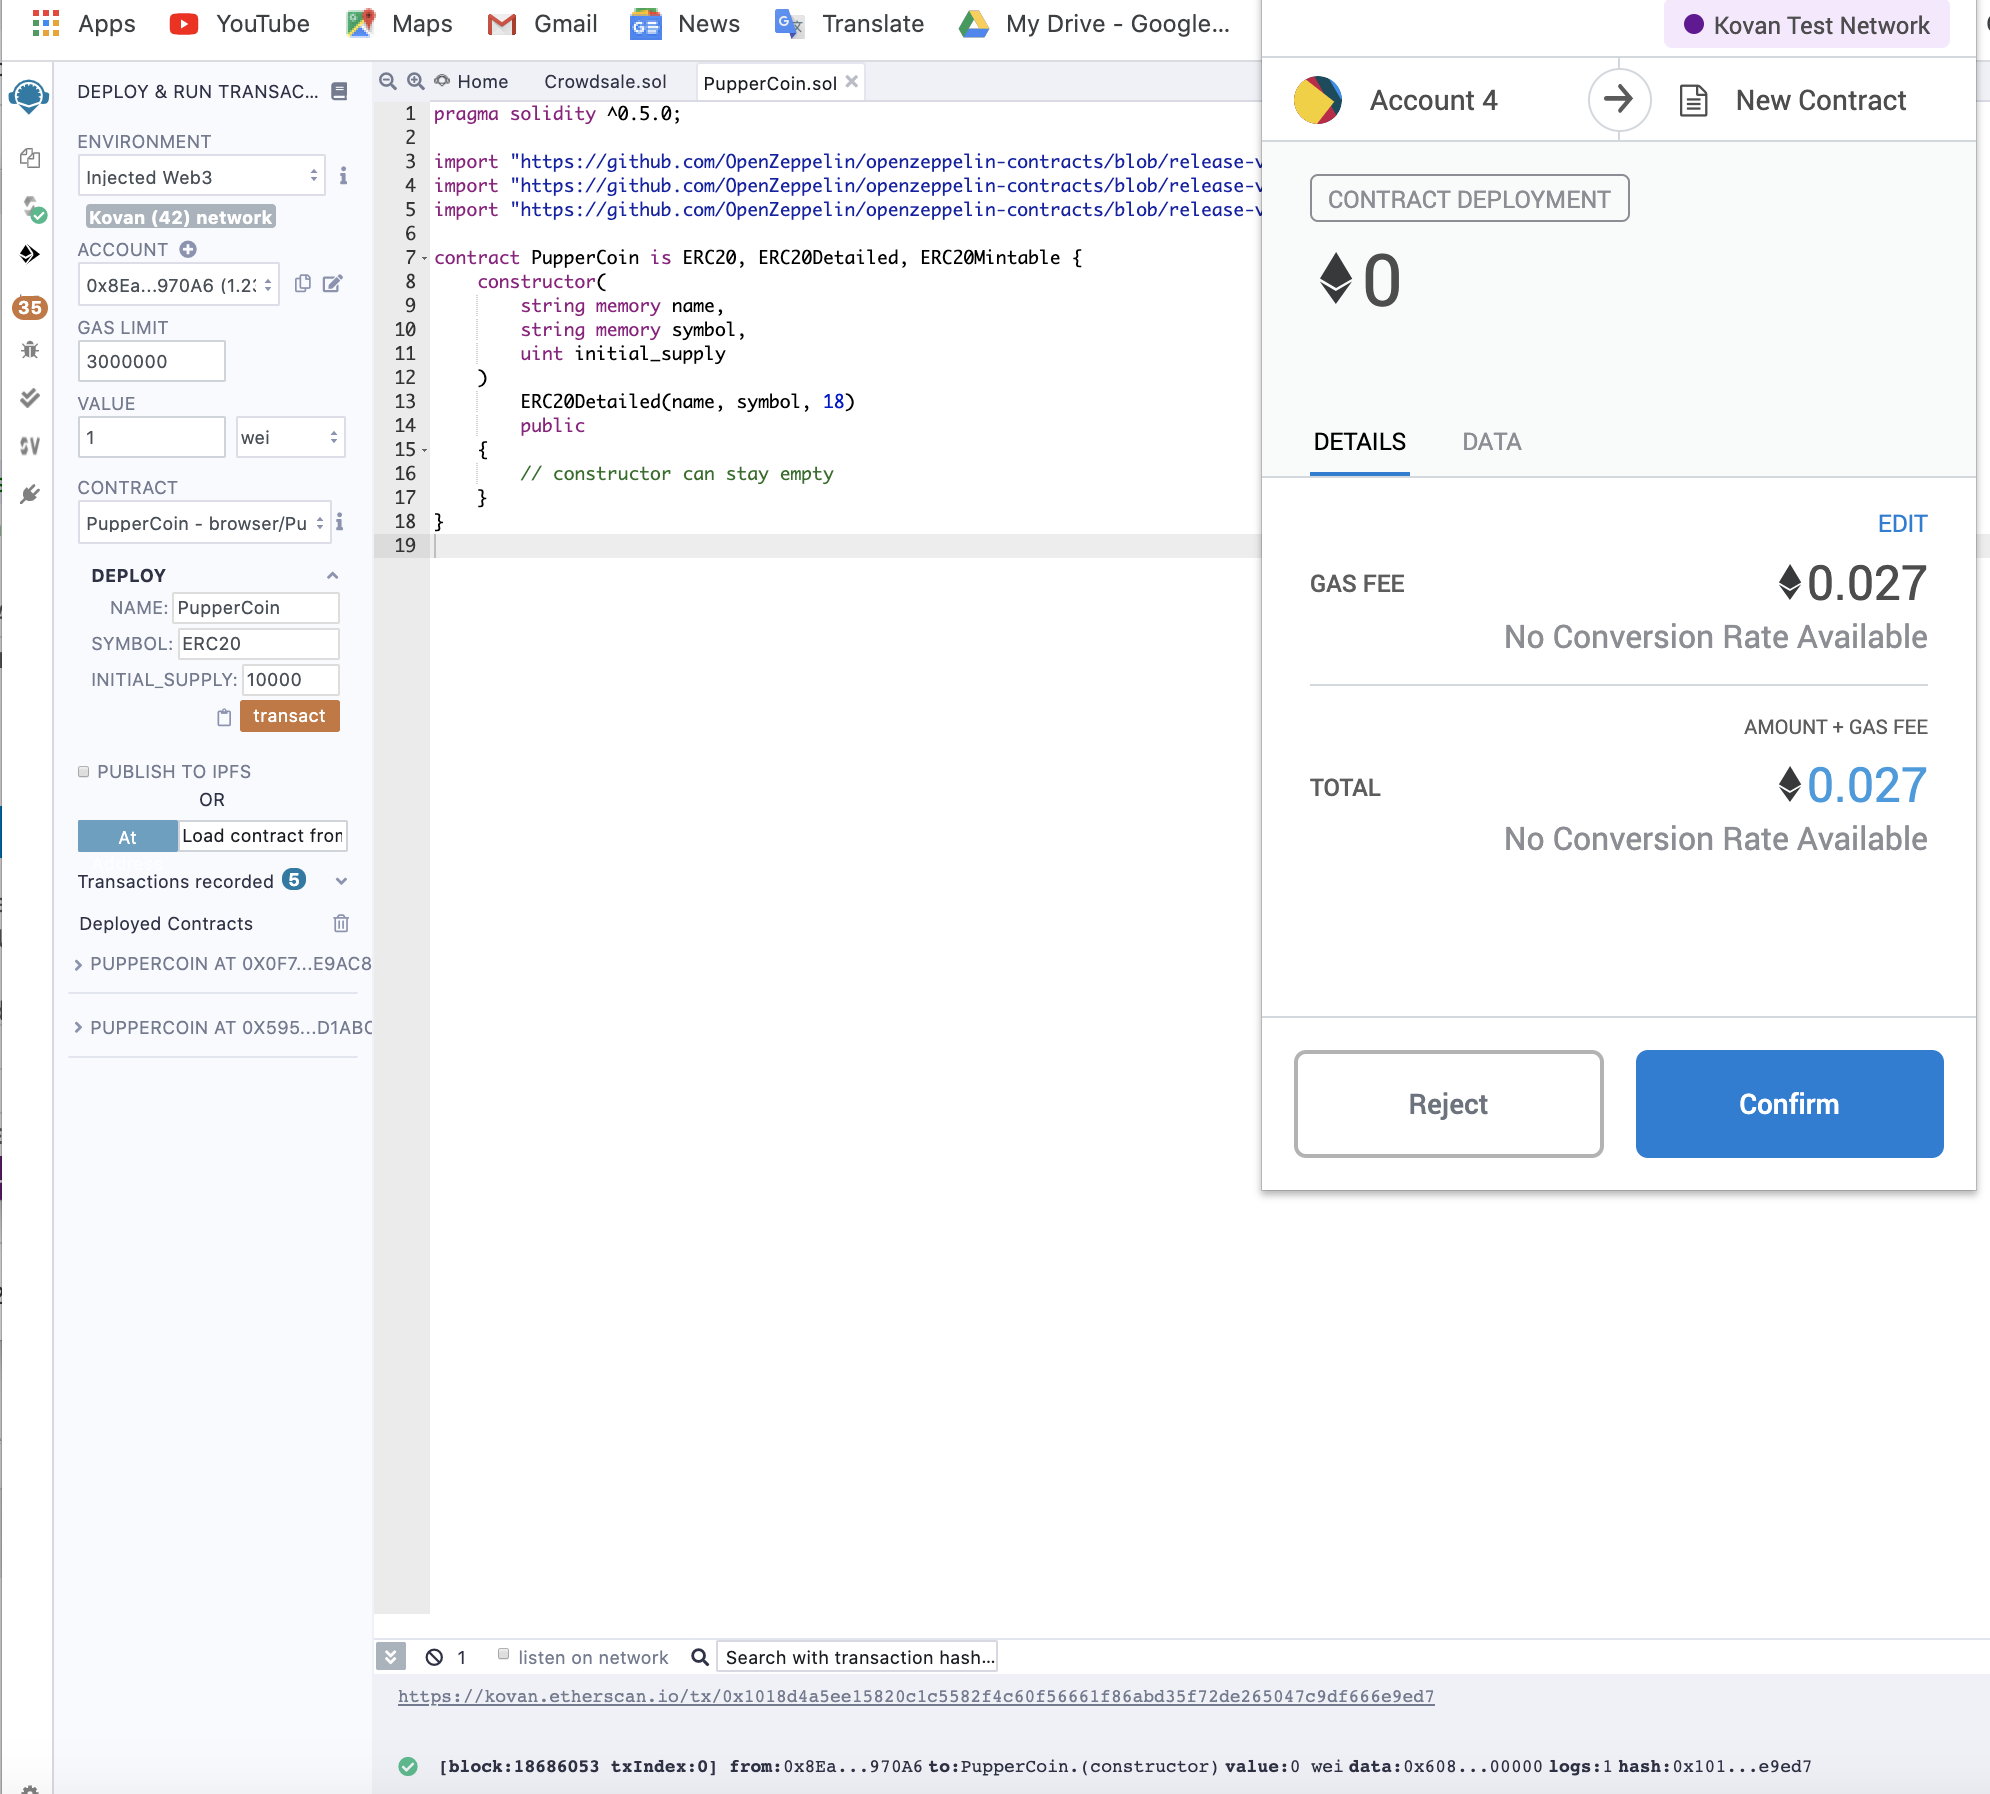 Apps YouTube Maps Gmail News Translate My Drive - Google...
DEPLOY & RUN TRANSAC...
ENVIRONMENT
Injected Web3
Kovan (42) network
ACCOUNT
0x8Ea...970A6 (1.23
GAS LIMIT
3000000
VALUE
1 wei
CONTRACT
PupperCoin - browser/Pu
DEPLOY
NAME: PupperCoin
SYMBOL: ERC20
INITIAL_SUPPLY: 10000
transact
PUBLISH TO IPFS
OR
At Load contract from
Transactions recorded 5
Deployed Contracts
PUPPERCOIN AT 0X0F7...E9AC8
PUPPERCOIN AT 0X595...D1ABC
35
SV
Home Crowdsale.sol PupperCoin.sol
1 pragma solidity ^0.5.0;
2
3 import "https://github.com/OpenZeppelin/openzeppelin-contracts/blob/release-v
4 import "https://github.com/OpenZeppelin/openzeppelin-contracts/blob/release-v
5 import "https://github.com/OpenZeppelin/openzeppelin-contracts/blob/release-v
6
7 contract PupperCoin is ERC20, ERC20Detailed, ERC20Mintable {
8 constructor(
9 string memory name,
10 string memory symbol,
11 uint initial_supply
12 )
13 ERC20Detailed(name, symbol, 18)
14 public
15 {
16 // constructor can stay empty
17 }
18 }
19
Kovan Test Network
Account 4 New Contract
CONTRACT DEPLOYMENT
0
DETAILS DATA
EDIT
GAS FEE 0.027
No Conversion Rate Available
AMOUNT + GAS FEE
TOTAL 0.027
No Conversion Rate Available
Reject Confirm
1 listen on network Search with transaction hash...
https://kovan.etherscan.io/tx/0x1018d4a5ee15820c1c5582f4c60f56661f86abd35f72de265047c9df666e9ed7
[block:18686053 txIndex:0] from:0x8Ea...970A6 to:PupperCoin.(constructor) value:0 wei data:0x608...00000 logs:1 hash:0x101...e9ed7